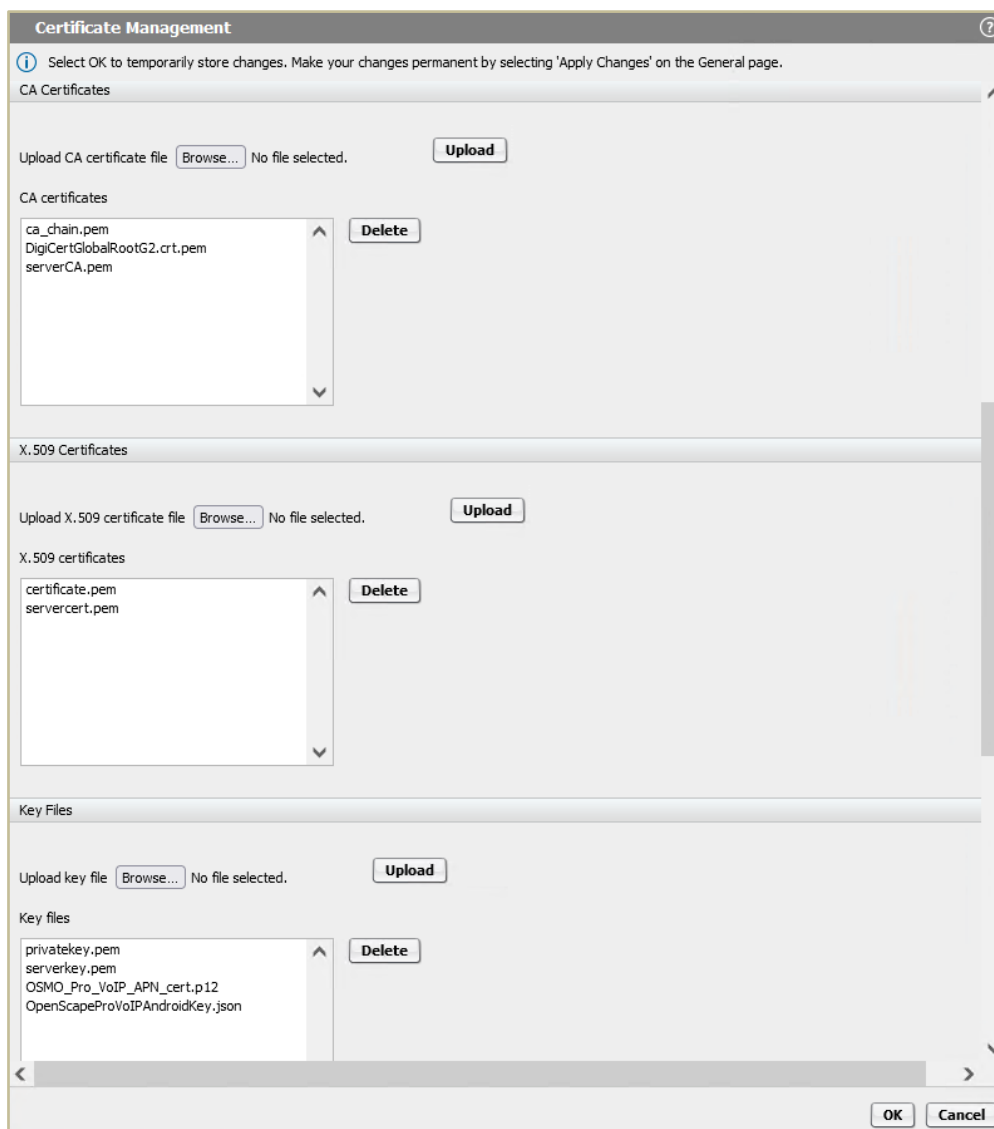 Certificate Management
?
i Select OK to temporarily store changes. Make your changes permanent by selecting 'Apply Changes' on the General page.
CA Certificates
Upload CA certificate file Browse... No file selected. Upload
CA certificates
ca_chain.pem Delete
DigiCertGlobalRootG2.crt.pem
serverCA.pem
X.509 Certificates
Upload X.509 certificate file Browse... No file selected. Upload
X.509 certificates
certificate.pem Delete
servercert.pem
Key Files
Upload key file Browse... No file selected. Upload
Key files
privatekey.pem Delete
serverkey.pem
OSMO_Pro_VoIP_APN_cert.p12
OpenScapeProVoIPAndroidKey.json
OK Cancel